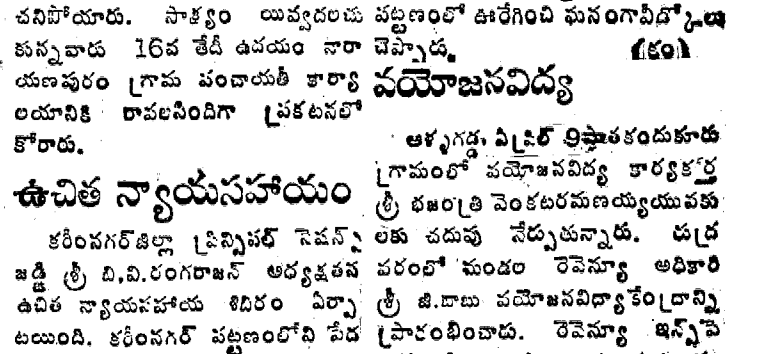 చనిపోయారు. సాక్ష్యం యివ్వదలచు
కున్నవారు 16వ తేదీ ఉదయం నారా
యణపురం గ్రామ పంచాయతీ కార్యా
లయానికి రావలసిందిగా ప్రకటనలో
కోరారు.
ఉచిత న్యాయసహాయం
కరీంనగర్‌జిల్లా ప్రిన్సిపల్ సెషన్స్
జడ్జి శ్రీ బి.వి.రంగరాజన్ అధ్యక్షతన
ఉచిత న్యాయసహాయ శిబిరం ఏర్పా
టయింది. కరీంనగర్ పట్టణంలోని పేద
పట్టణంలో ఊరేగించి ఘనంగావీడ్కోలు
చెప్పారు.
వయోజనవిద్య
ఆళ్ళగడ్డ, ఏప్రిల్ 9పాతకందుకూరు
గ్రామంలో వయోజనవిద్య కార్యకర్త
శ్రీ భజంత్రి వెంకటరమణయ్యయువకు
లకు చదువు నేర్పుతున్నారు. రుద్ర
వరంలో మండల రెవెన్యూ అధికారి
శ్రీ జి.బాబు వయోజనవిద్యాకేంద్రాన్ని
ప్రారంభించారు. రెవెన్యూ ఇన్స్‌పె